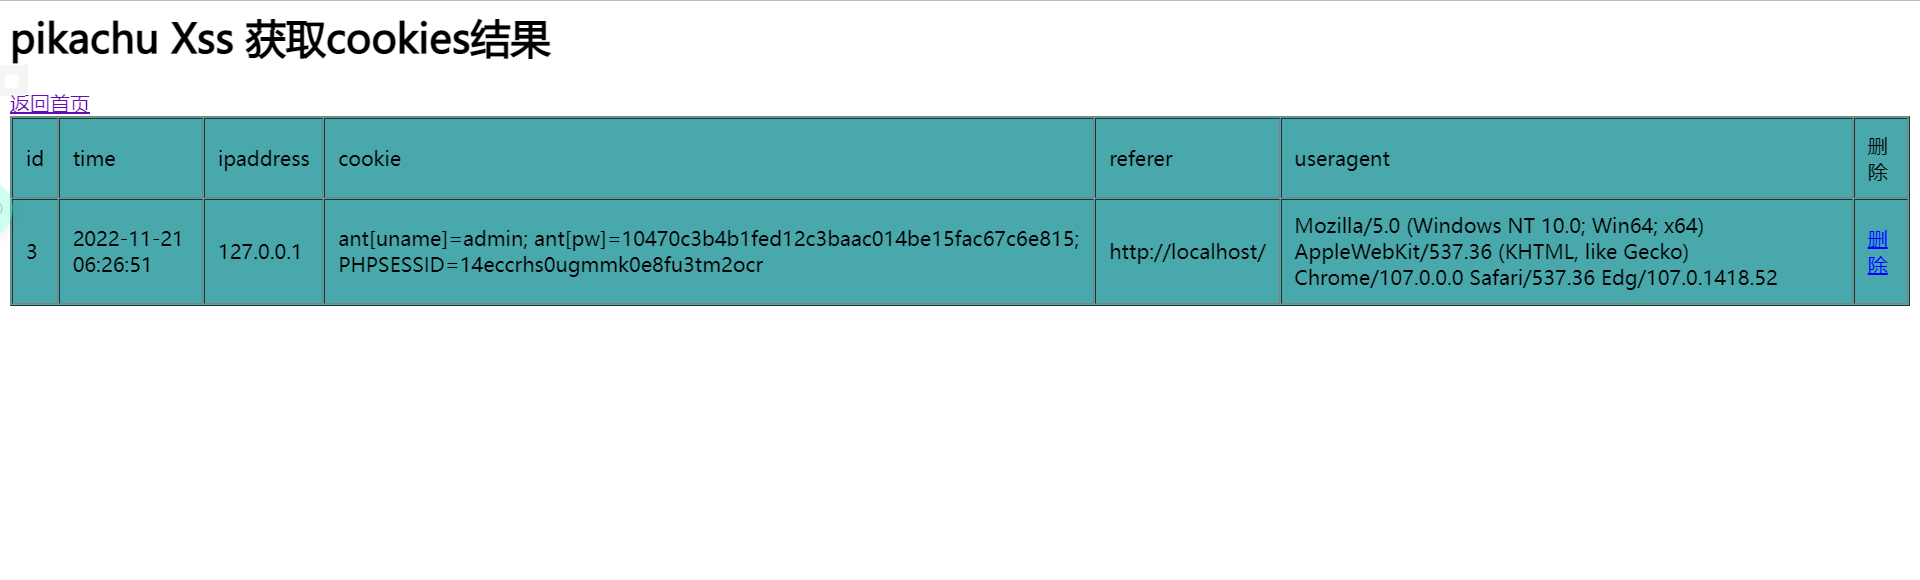 pikachu Xss 获取cookies结果
返回首页
id time ipaddress cookie referer useragent 删
除
3 2022-11-21
06:26:51 127.0.0.1 ant[uname]=admin; ant[pw]=10470c3b4b1fed12c3baac014be15fac67c6e815;
PHPSESSID=14eccrhs0ugmmk0e8fu3tm2ocr http://localhost/ Mozilla/5.0 (Windows NT 10.0; Win64; x64)
AppleWebKit/537.36 (KHTML, like Gecko)
Chrome/107.0.0.0 Safari/537.36 Edg/107.0.1418.52 删
除